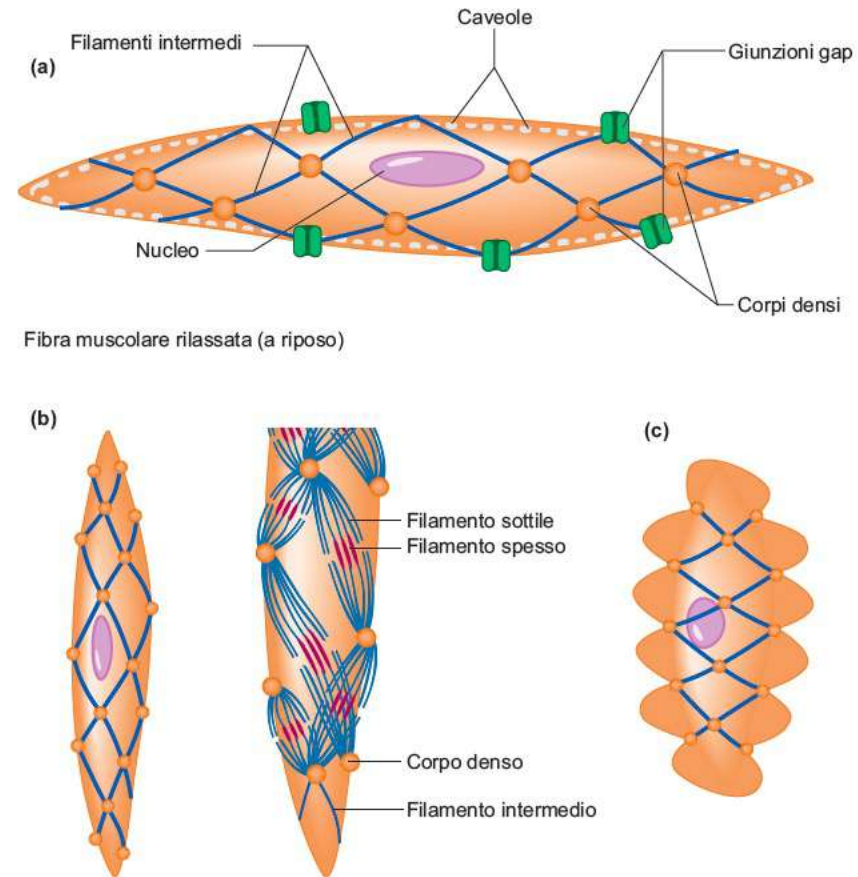 Caveole
Filamenti intermedi
Giunzioni gap
(a)
Nucleo
Corpi densi
Fibra muscolare rilassata (a riposo)
(b)
(c)
Filamento sottile
Filamento spesso
Corpo denso
Filamento intermedio